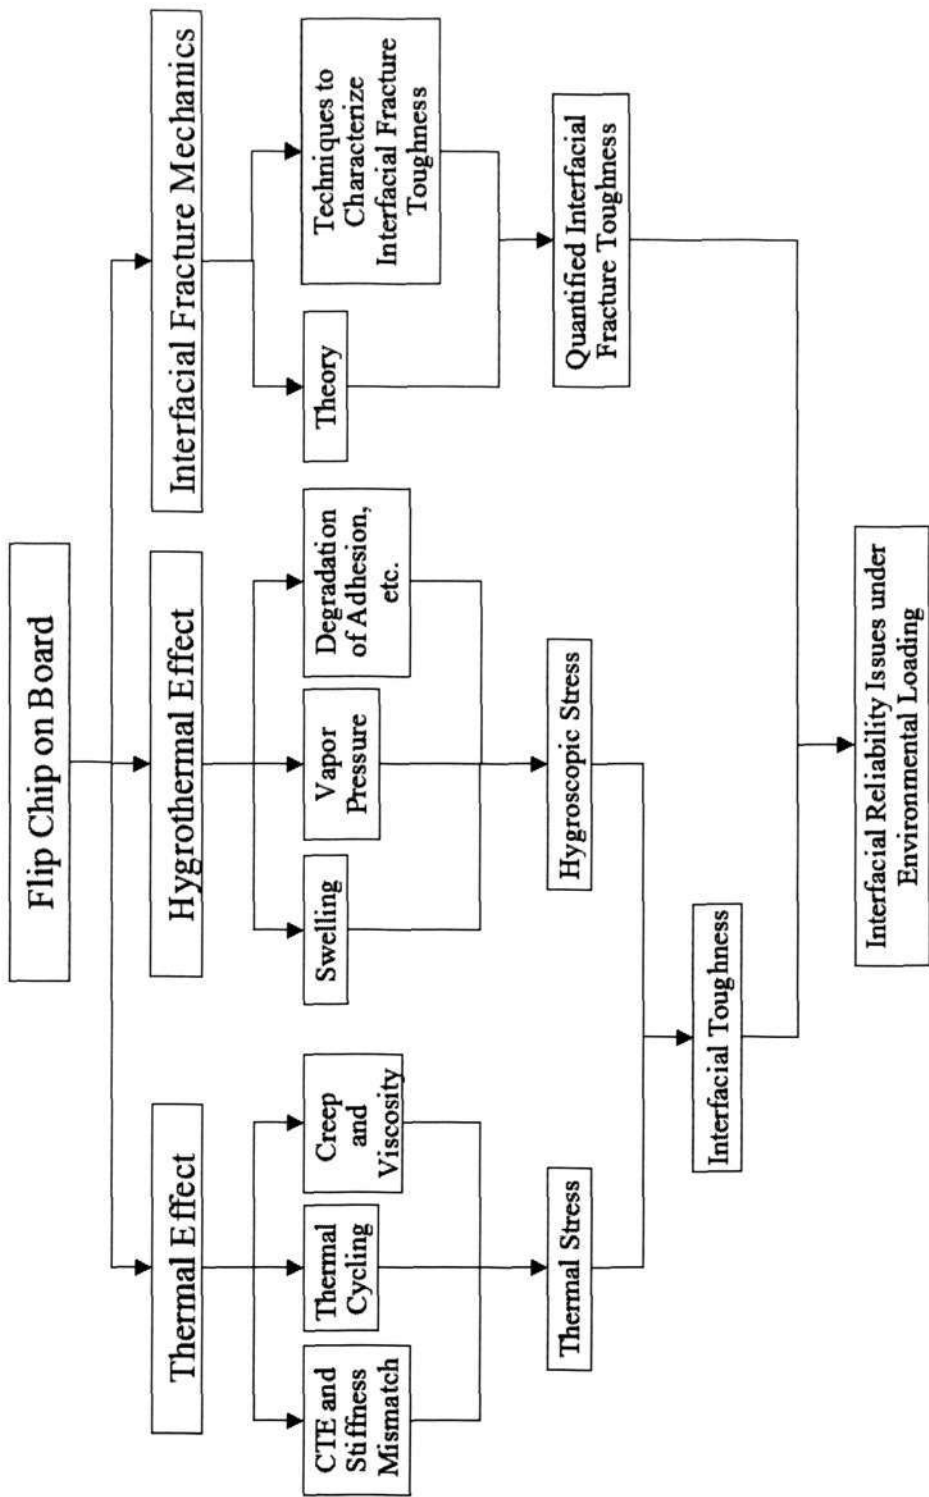 Flip Chip on Board
Thermal Effect
Hygrothermal Effect
Interfacial Fracture Mechanics
CTE and
Stiffness
Mismatch
Thermal
Cycling
Creep
and
Viscosity
Swelling
Vapor
Pressure
Degradation
of Adhesion,
etc.
Theory
Techniques to
Characterize
Interfacial Fracture
Toughness
Thermal Stress
Hygroscopic Stress
Quantified Interfacial
Fracture Toughness
Interfacial Toughness
Interfacial Reliability Issues under
Environmental Loading